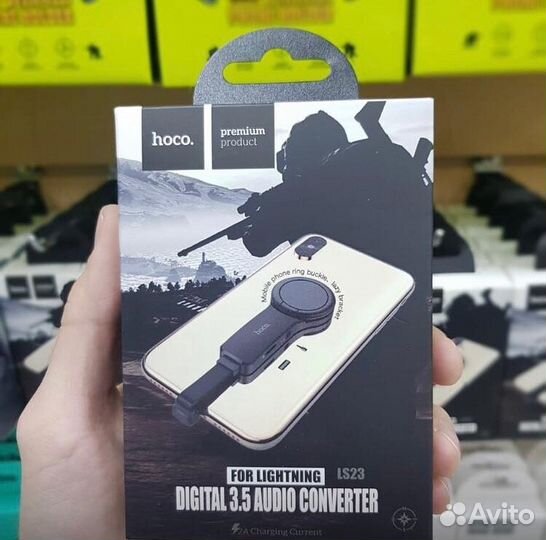 hoco.
premium
product
Mobile phone ring buckle, lazy bracket
hoco.
FOR LIGHTNING LS23
DIGITAL 3.5 AUDIO CONVERTER
2A Charging Current
Avito